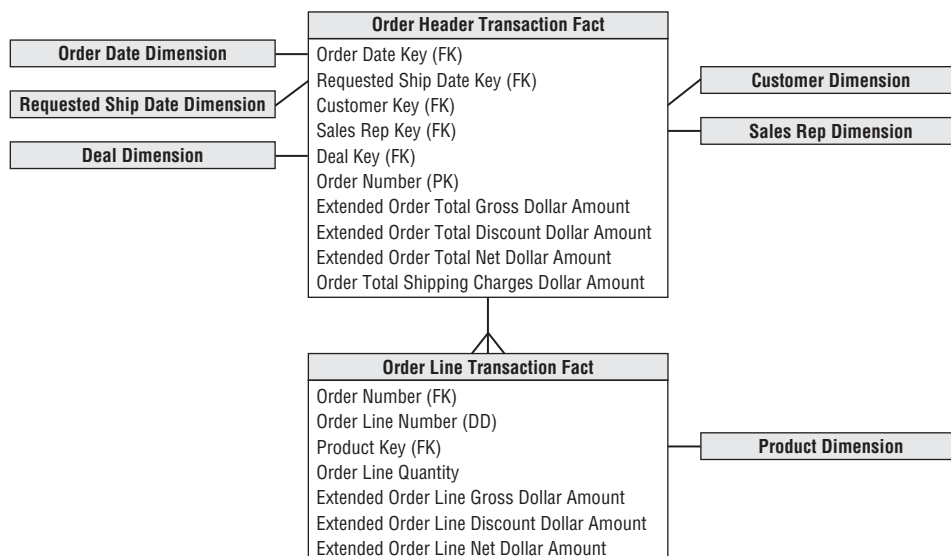 Order Header Transaction Fact
Order Date Dimension
Requested Ship Date Dimension
Deal Dimension
Order Date Key (FK)
Requested Ship Date Key (FK)
Customer Key (FK)
Sales Rep Key (FK)
Deal Key (FK)
Order Number (PK)
Extended Order Total Gross Dollar Amount
Extended Order Total Discount Dollar Amount
Extended Order Total Net Dollar Amount
Order Total Shipping Charges Dollar Amount
Customer Dimension
Sales Rep Dimension
Order Line Transaction Fact
Order Number (FK)
Order Line Number (DD)
Product Key (FK)
Order Line Quantity
Extended Order Line Gross Dollar Amount
Extended Order Line Discount Dollar Amount
Extended Order Line Net Dollar Amount
Product Dimension